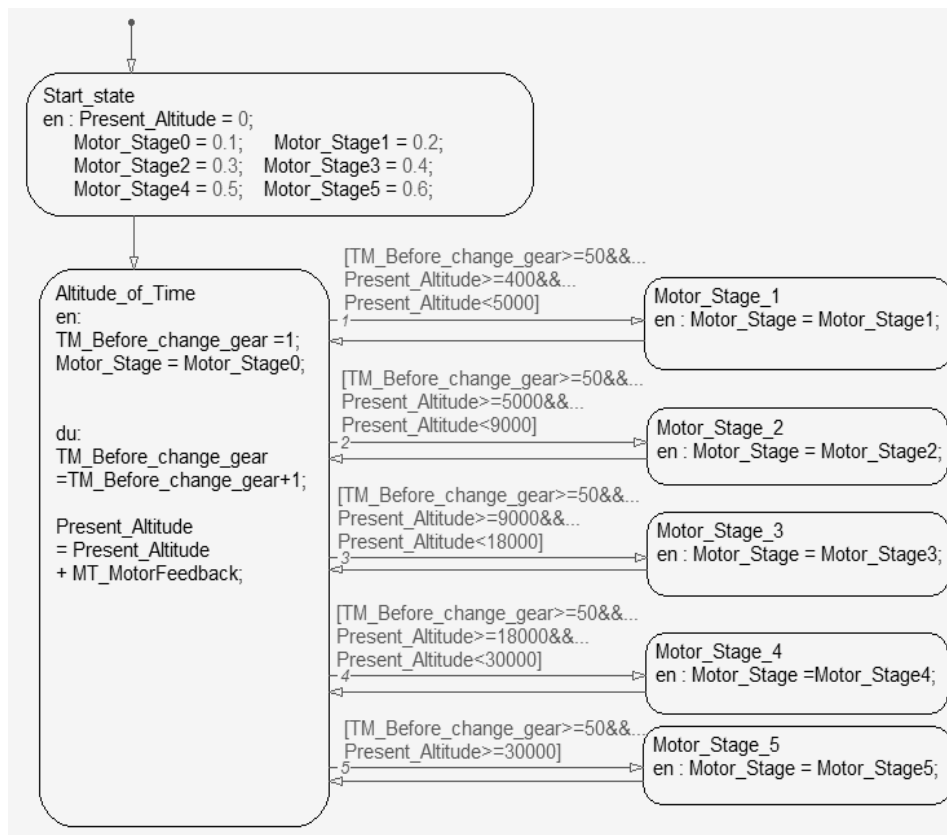 Start_state
en : Present_Altitude = 0;
Motor_Stage0 = 0.1; Motor_Stage1 = 0.2;
Motor_Stage2 = 0.3; Motor_Stage3 = 0.4;
Motor_Stage4 = 0.5; Motor_Stage5 = 0.6;
Altitude_of_Time
en:
TM_Before_change_gear =1;
Motor_Stage = Motor_Stage0;
du:
TM_Before_change_gear
=TM_Before_change_gear+1;
Present_Altitude
= Present_Altitude
+ MT_MotorFeedback;
[TM_Before_change_gear>=50&&...
Present_Altitude>=400&&...
Present_Altitude<5000]
1
Motor_Stage_1
en : Motor_Stage = Motor_Stage1;
[TM_Before_change_gear>=50&&...
Present_Altitude>=5000&&...
Present_Altitude<9000]
2
Motor_Stage_2
en : Motor_Stage = Motor_Stage2;
[TM_Before_change_gear>=50&&...
Present_Altitude>=9000&&...
Present_Altitude<18000]
3
Motor_Stage_3
en : Motor_Stage = Motor_Stage3;
[TM_Before_change_gear>=50&&...
Present_Altitude>=18000&&...
Present_Altitude<30000]
4
Motor_Stage_4
en : Motor_Stage =Motor_Stage4;
[TM_Before_change_gear>=50&&...
Present_Altitude>=30000]
5
Motor_Stage_5
en : Motor_Stage = Motor_Stage5;